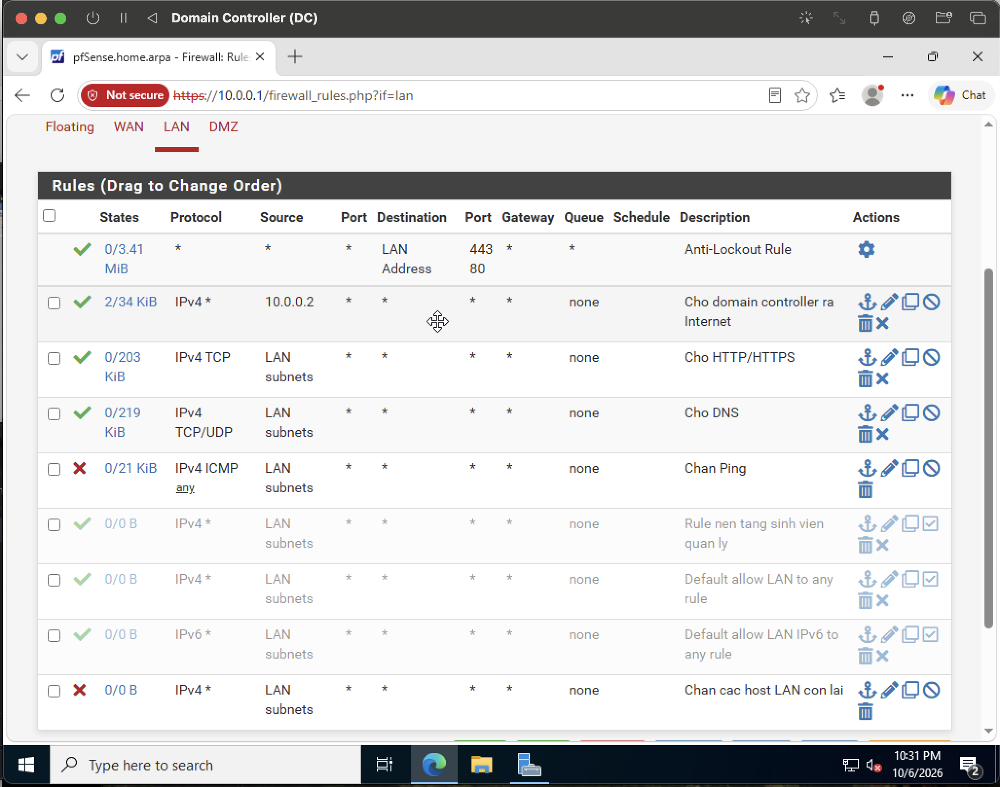 Domain Controller (DC)
pfSense.home.arpa - Firewall: Rule
Not secure https://10.0.0.1/firewall_rules.php?if=lan Chat
Floating WAN LAN DMZ
Rules (Drag to Change Order)
States Protocol Source Port Destination Port Gateway Queue Schedule Description Actions
0/3.41 * * * LAN 443 * * Anti-Lockout Rule
MiB Address 80
2/34 KiB IPv4 * 10.0.0.2 * * * * none Cho domain controller ra
Internet
0/203 IPv4 TCP LAN * * * * none Cho HTTP/HTTPS
KiB subnets
0/219 IPv4 LAN * * * * none Cho DNS
KiB TCP/UDP subnets
0/21 KiB IPv4 ICMP LAN * * * * none Chan Ping
any subnets
0/0 B IPv4 * LAN * * * * none Rule nen tang sinh vien
subnets quan ly
0/0 B IPv4 * LAN * * * * none Default allow LAN to any
subnets rule
0/0 B IPv6 * LAN * * * * none Default allow LAN IPv6 to
subnets any rule
0/0 B IPv4 * LAN * * * * none Chan cac host LAN con lai
subnets
Type here to search
10:31 PM
10/6/2026
2